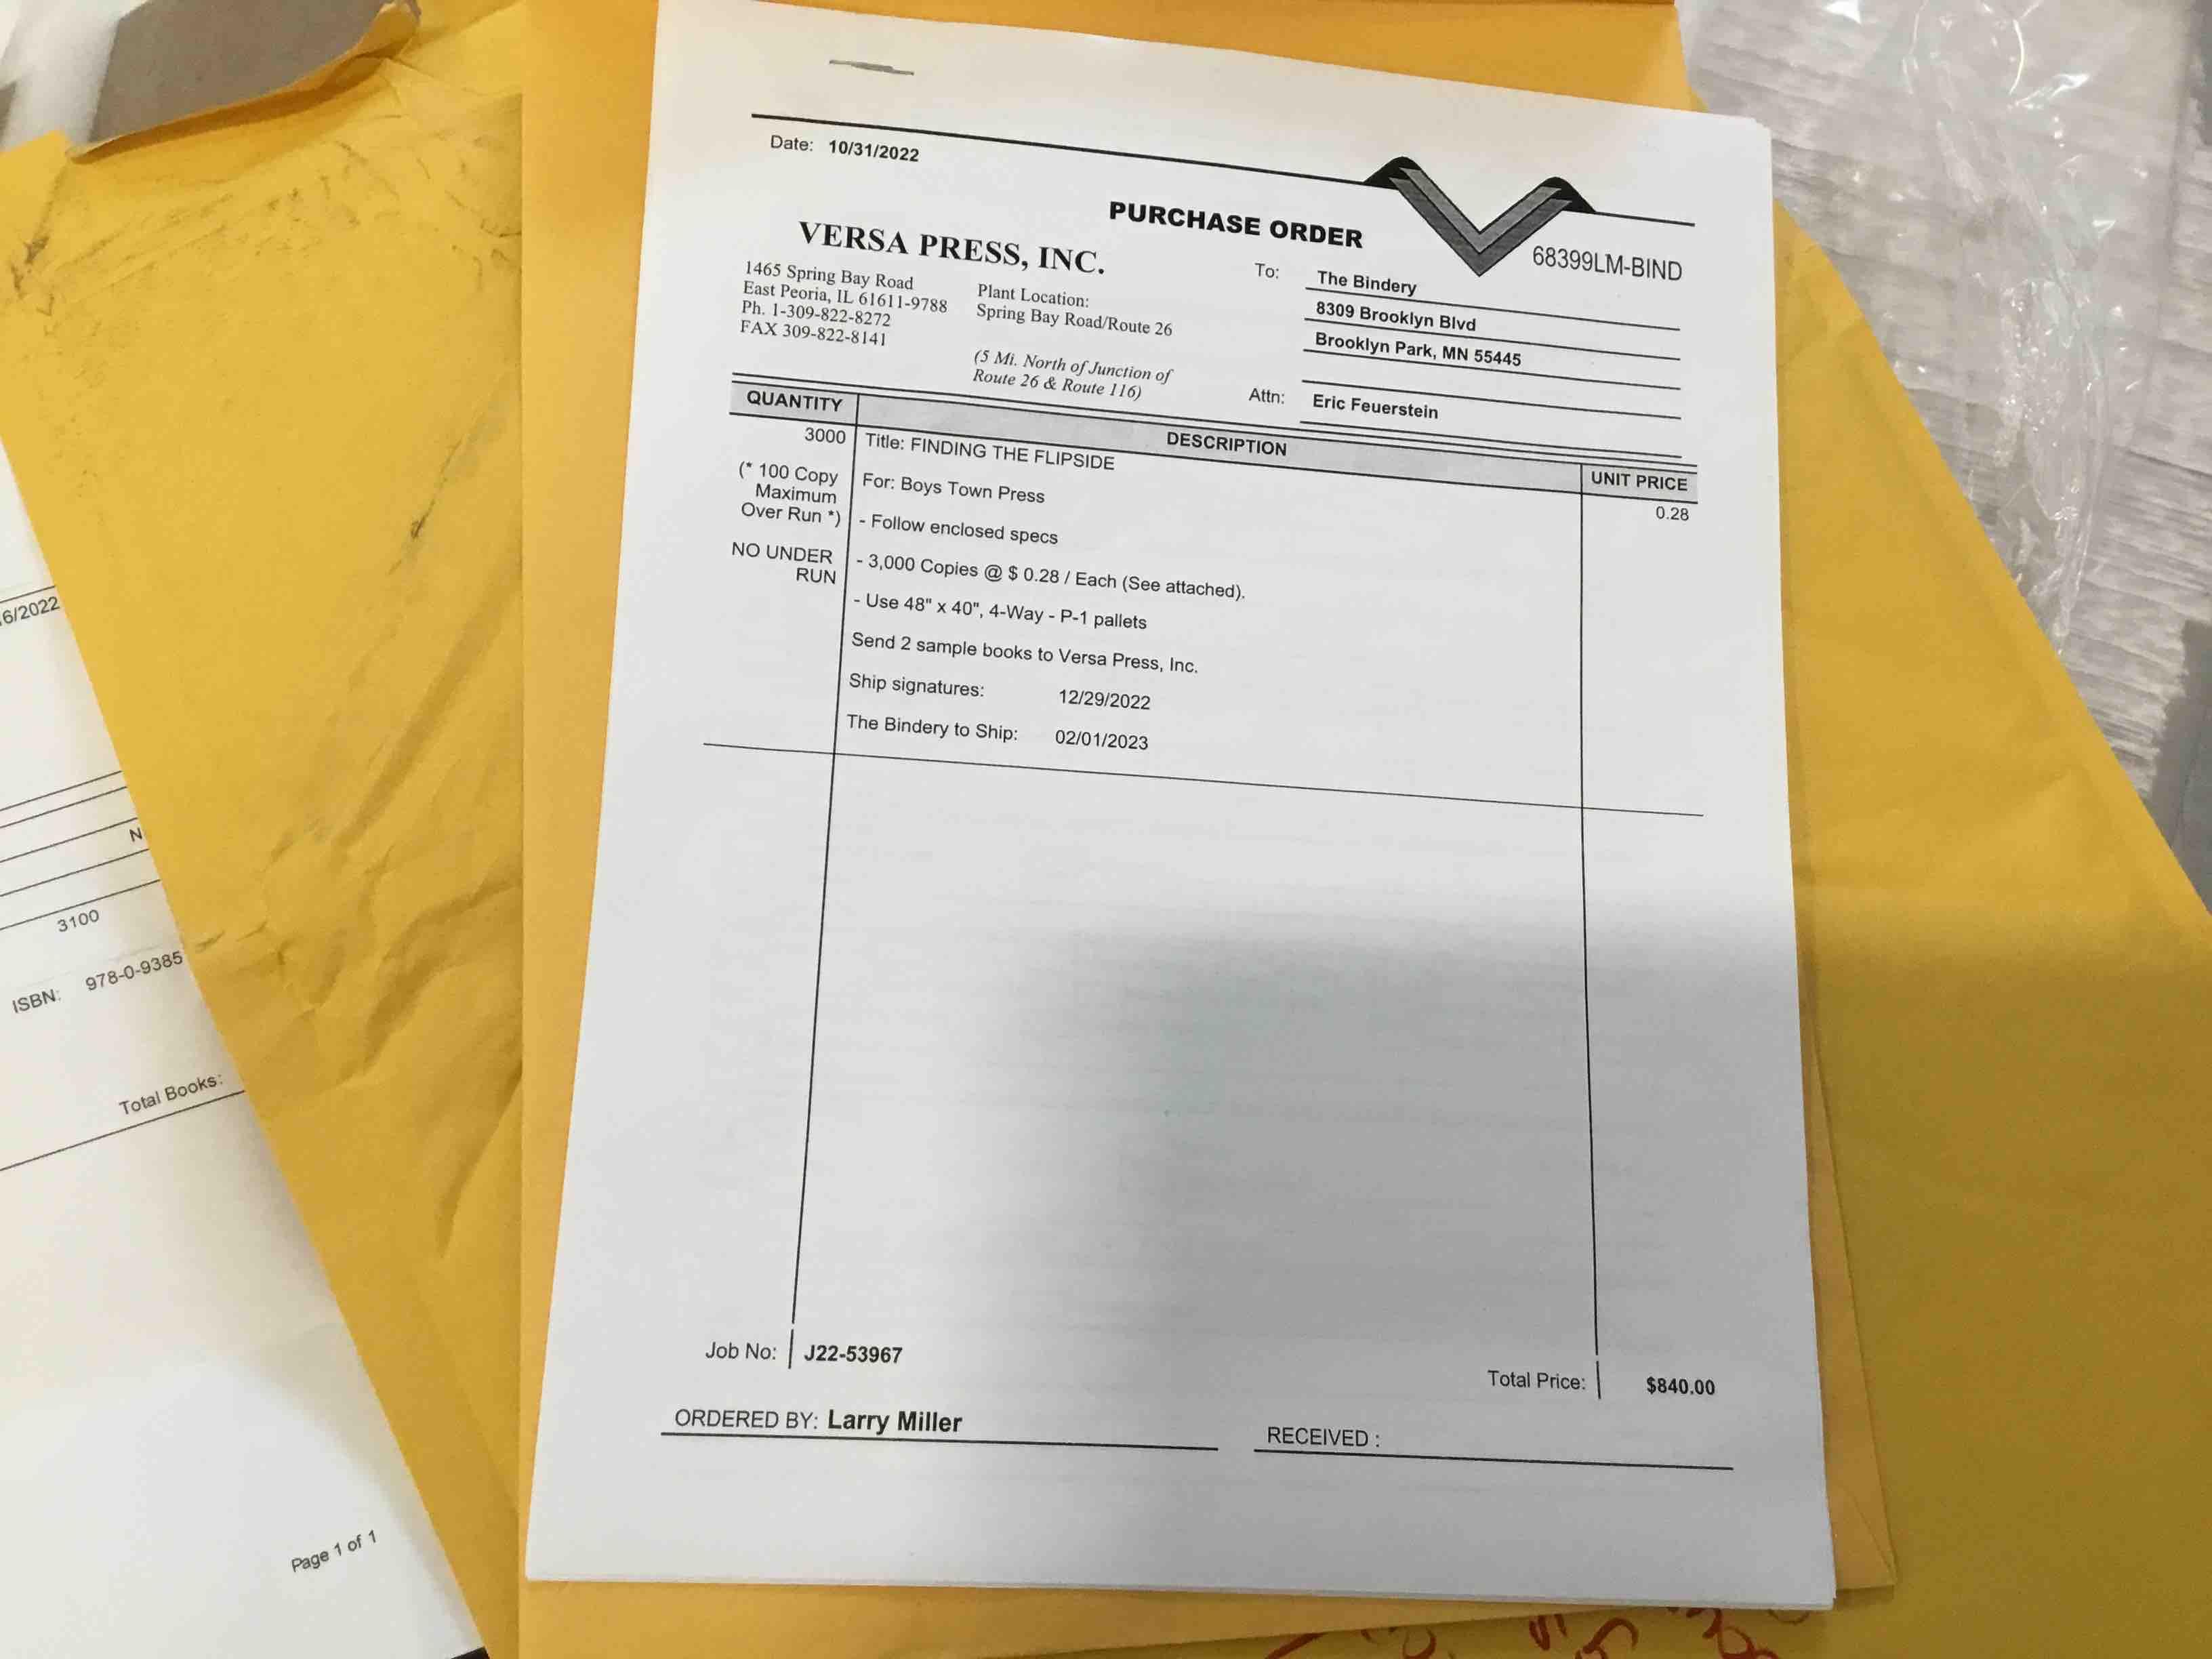 Date: 10/31/2022
PURCHASE ORDER
68399LM-BIND
VERSA PRESS, INC.
1465 Spring Bay Road
East Peoria, IL 61611-9788
Ph. 1-309-822-8272
FAX 309-822-8141
Plant Location:
Spring Bay Road/Route 26
(5 Mi. North of Junction of
Route 26 & Route 116)
To: The Bindery
8309 Brooklyn Blvd
Brooklyn Park, MN 55445
Attn: Eric Feuerstein
QUANTITY DESCRIPTION UNIT PRICE
3000 Title: FINDING THE FLIPSIDE 0.28
(* 100 Copy
Maximum
Over Run *)
NO UNDER
RUN
For: Boys Town Press
- Follow enclosed specs
- 3,000 Copies @ $ 0.28 / Each (See attached).
- Use 48" x 40", 4-Way - P-1 pallets
Send 2 sample books to Versa Press, Inc.
Ship signatures: 12/29/2022
The Bindery to Ship: 02/01/2023
Job No: J22-53967
Total Price: $840.00
ORDERED BY: Larry Miller
RECEIVED :
6/2022
N
3100
ISBN: 978-0-9385
Total Books:
Page 1 of 1